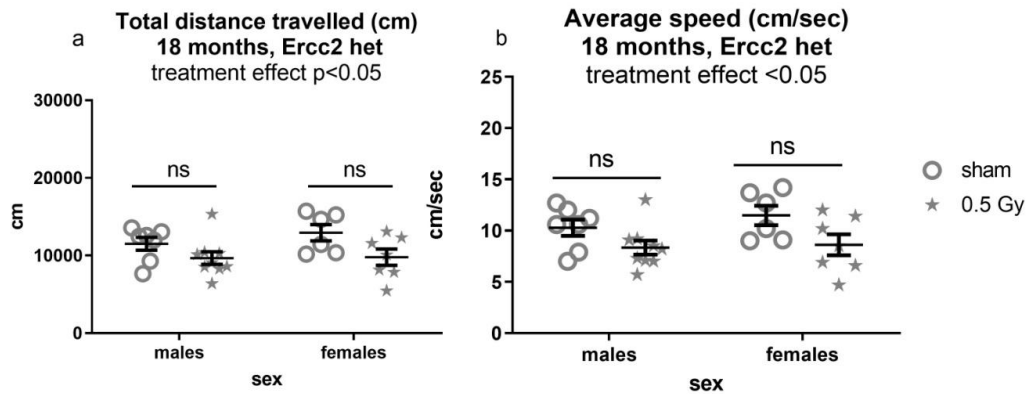 a
Total distance travelled (cm)
18 months, Ercc2 het
treatment effect p<0.05
30000
20000
10000
0
cm
ns
ns
males
females
sex
b
Average speed (cm/sec)
18 months, Ercc2 het
treatment effect <0.05
25
20
15
10
5
0
cm/sec
ns
ns
males
females
sex
sham
0.5 Gy